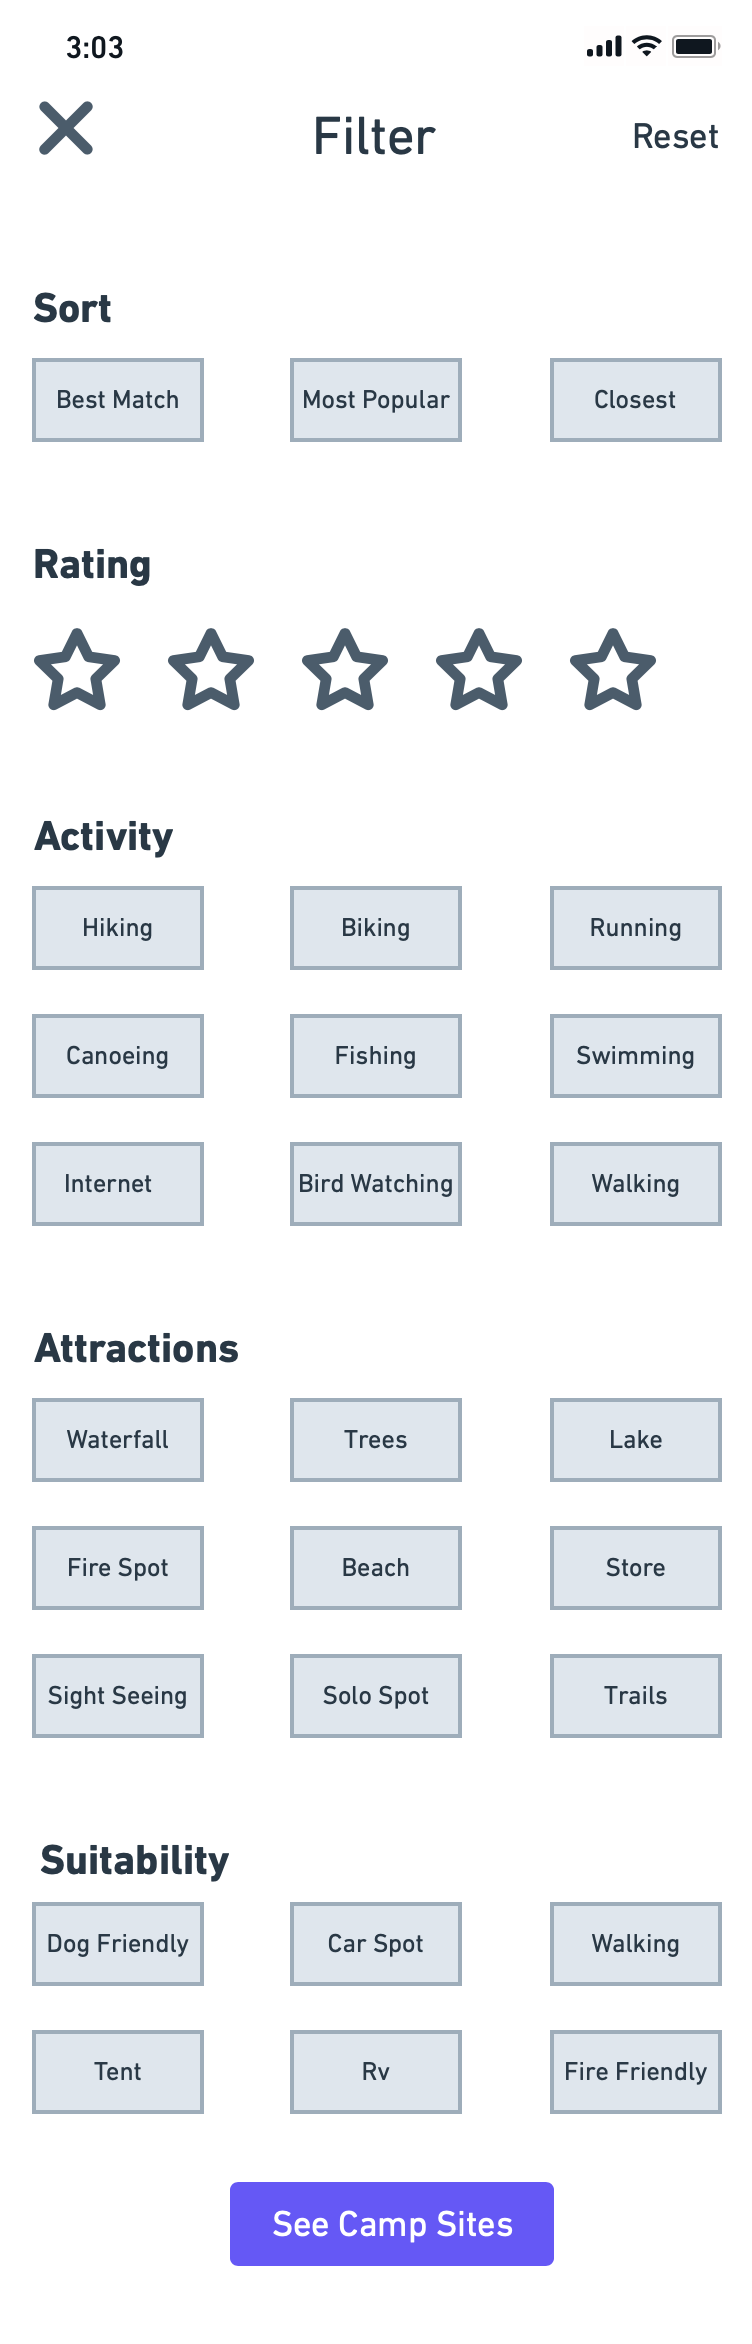 3:03
Filter
Reset
Sort
Best Match
Most Popular
Closest
Rating
Activity
Hiking
Biking
Running
Canoeing
Fishing
Swimming
Internet
Bird Watching
Walking
Attractions
Waterfall
Trees
Lake
Fire Spot
Beach
Store
Sight Seeing
Solo Spot
Trails
Suitability
Dog Friendly
Car Spot
Walking
Tent
Rv
Fire Friendly
See Camp Sites